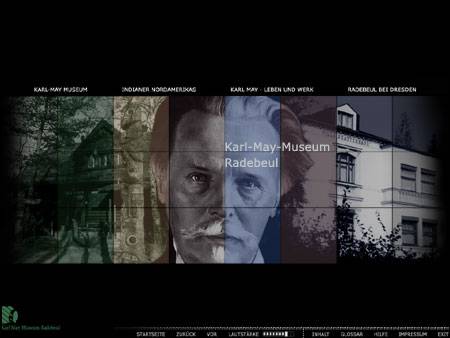 KARL-MAY MUSEUM
INDIANER NORDAMERIKAS
KARL MAY - LEBEN UND WERK
RADEBEUL BEI DRESDEN
Karl-May-Museum
Radebeul
Karl May Museum Radebeul
STARTSEITE ZURÜCK VOR LAUTSTÄRKE INHALT GLOSSAR HILFE IMPRESSUM EXIT